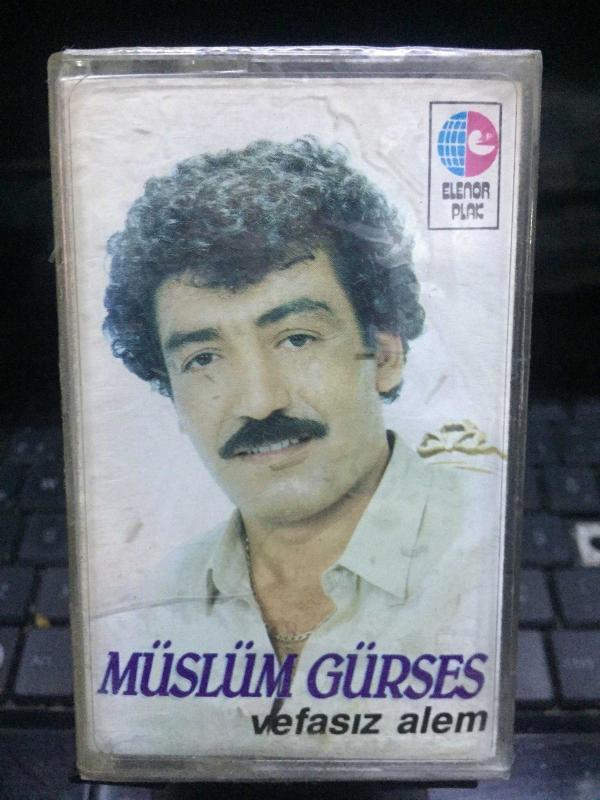 ELENOR
PLAK
MÜSLÜM GÜRSES
vefasız alem